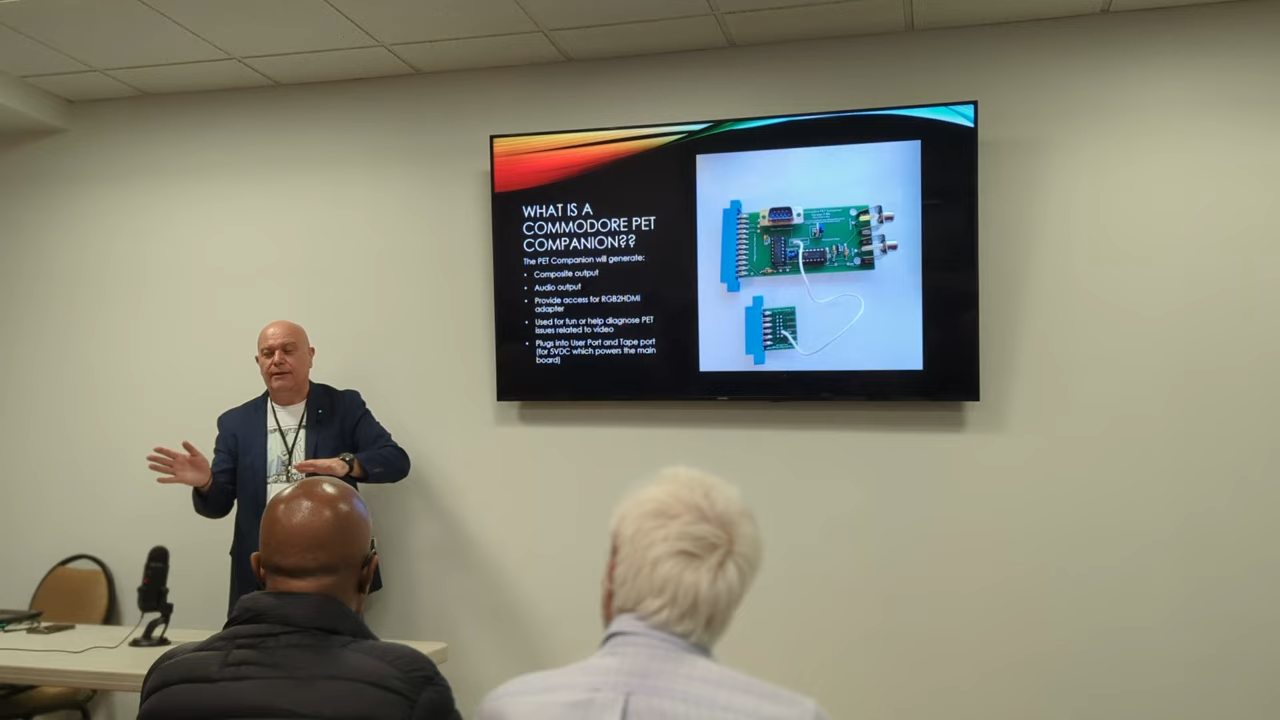 WHAT IS A
COMMODORE PET
COMPANION??
The PET Companion will generate:
• Composite output
• Audio output
• Provide access for RGB2HDMI
adapter
• Used for fun or help diagnose PET
issues related to video
• Plugs into User Port and Tape port
(for 5VDC which powers the main
board)